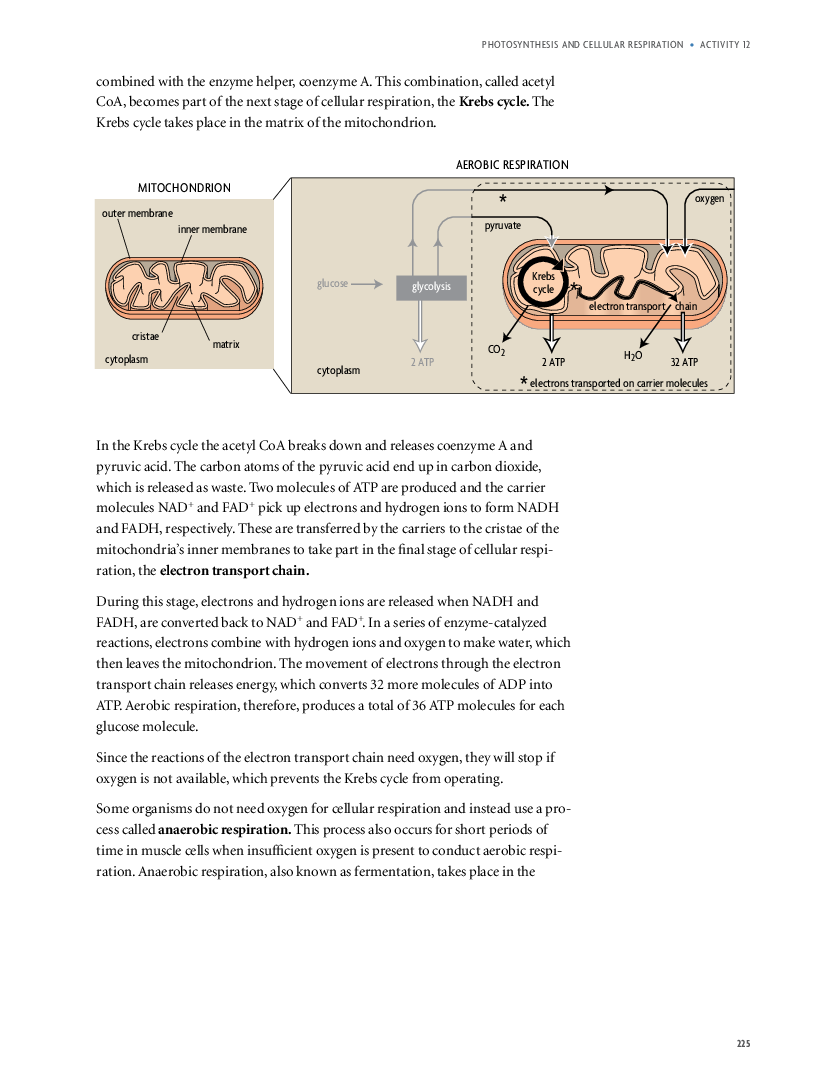 PHOTOSYNTHESIS AND CELLULAR RESPIRATION • ACTIVITY 12
combined with the enzyme helper, coenzyme A. This combination, called acetyl
CoA, becomes part of the next stage of cellular respiration, the Krebs cycle. The
Krebs cycle takes place in the matrix of the mitochondrion.
AEROBIC RESPIRATION
MITOCHONDRION
outer membrane
inner membrane
cristae
matrix
cytoplasm
*
oxygen
pyruvate
glucose
glycolysis
Krebs
cycle
*
electron transport chain
CO₂
2 ATP
2 ATP
H₂O
32 ATP
cytoplasm
* electrons transported on carrier molecules
In the Krebs cycle the acetyl CoA breaks down and releases coenzyme A and
pyruvic acid. The carbon atoms of the pyruvic acid end up in carbon dioxide,
which is released as waste. Two molecules of ATP are produced and the carrier
molecules NAD⁺ and FAD⁺ pick up electrons and hydrogen ions to form NADH
and FADH, respectively. These are transferred by the carriers to the cristae of the
mitochondria’s inner membranes to take part in the final stage of cellular respi-
ration, the electron transport chain.
During this stage, electrons and hydrogen ions are released when NADH and
FADH, are converted back to NAD⁺ and FAD⁺. In a series of enzyme-catalyzed
reactions, electrons combine with hydrogen ions and oxygen to make water, which
then leaves the mitochondrion. The movement of electrons through the electron
transport chain releases energy, which converts 32 more molecules of ADP into
ATP. Aerobic respiration, therefore, produces a total of 36 ATP molecules for each
glucose molecule.
Since the reactions of the electron transport chain need oxygen, they will stop if
oxygen is not available, which prevents the Krebs cycle from operating.
Some organisms do not need oxygen for cellular respiration and instead use a pro-
cess called anaerobic respiration. This process also occurs for short periods of
time in muscle cells when insufficient oxygen is present to conduct aerobic respi-
ration. Anaerobic respiration, also known as fermentation, takes place in the
225